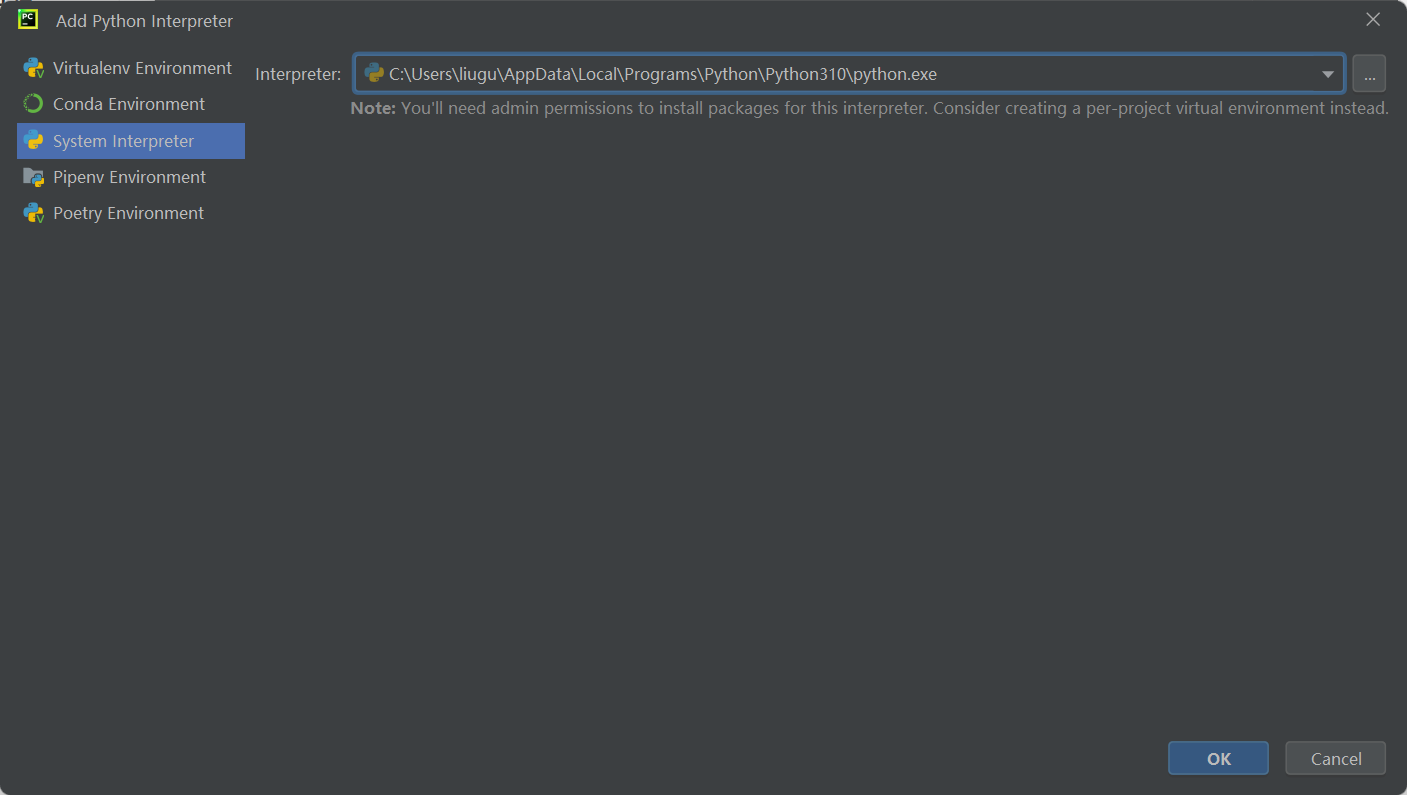 PC Add Python Interpreter
Virtualenv Environment
Conda Environment
System Interpreter
Pipenv Environment
Poetry Environment
Interpreter: C:\Users\liugu\AppData\Local\Programs\Python\Python310\python.exe ...
Note: You'll need admin permissions to install packages for this interpreter. Consider creating a per-project virtual environment instead.
OK Cancel